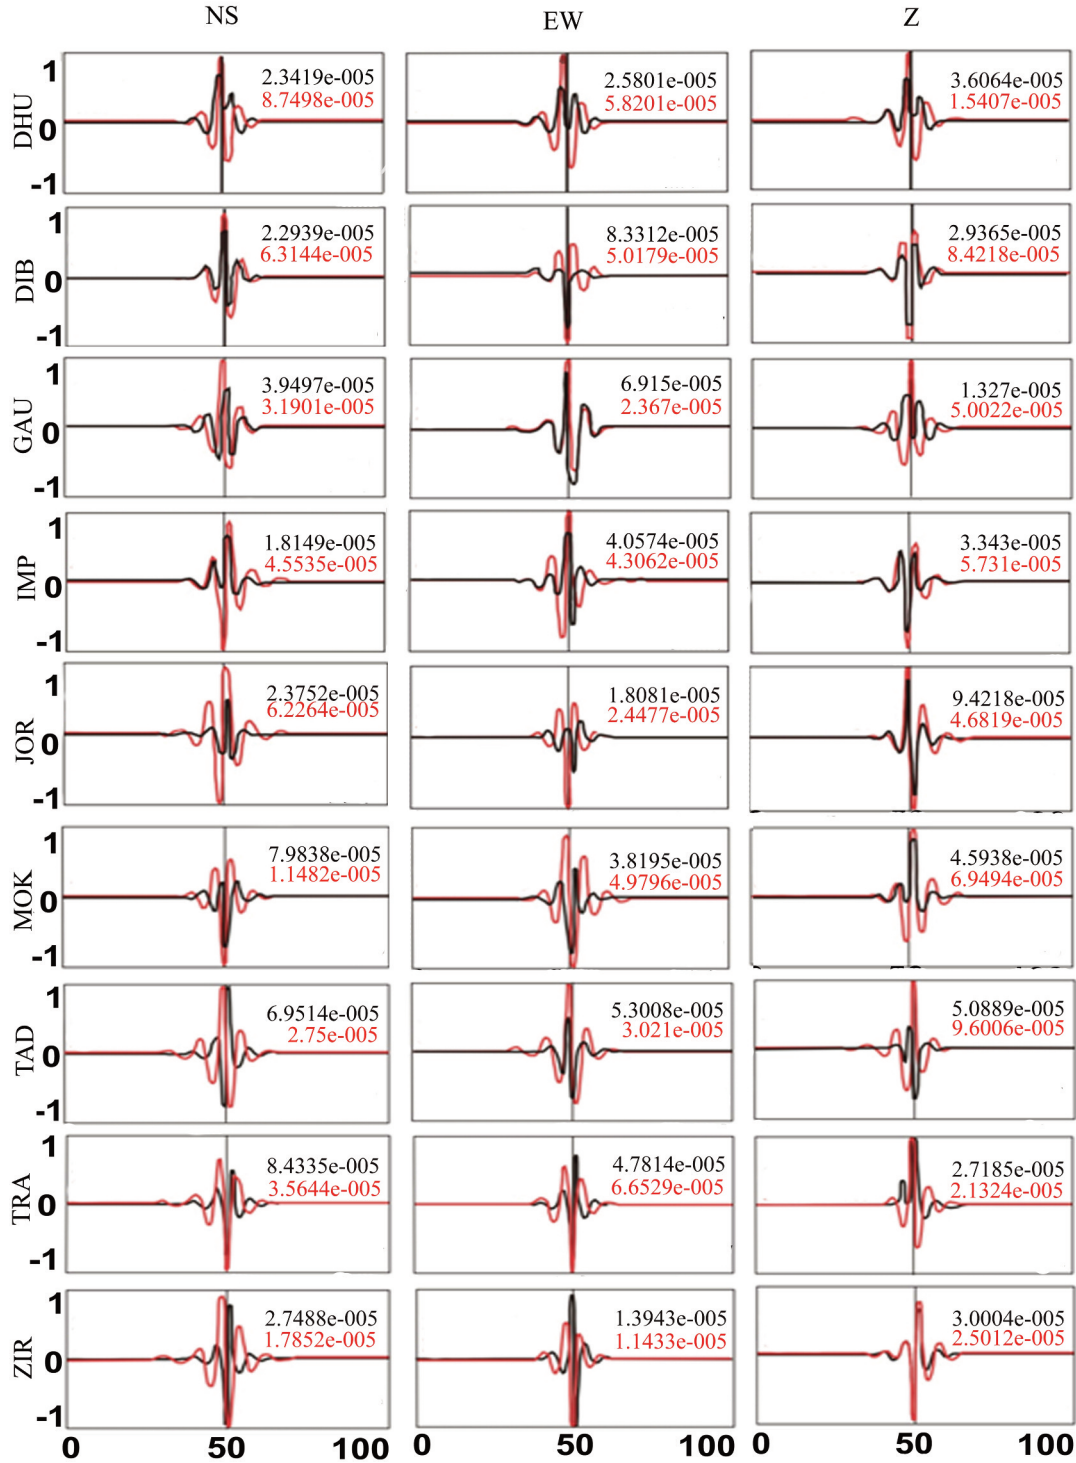 NS EW Z
DHU
1
0
-1
2.3419e-005
8.7498e-005
2.5801e-005
5.8201e-005
3.6064e-005
1.5407e-005
DIB
1
0
-1
2.2939e-005
6.3144e-005
8.3312e-005
5.0179e-005
2.9365e-005
8.4218e-005
GAU
1
0
-1
3.9497e-005
3.1901e-005
6.915e-005
2.367e-005
1.327e-005
5.0022e-005
IMP
1
0
-1
1.8149e-005
4.5535e-005
4.0574e-005
4.3062e-005
3.343e-005
5.731e-005
JOR
1
0
-1
2.3752e-005
6.2264e-005
1.8081e-005
2.4477e-005
9.4218e-005
4.6819e-005
MOK
1
0
-1
7.9838e-005
1.1482e-005
3.8195e-005
4.9796e-005
4.5938e-005
6.9494e-005
TAD
1
0
-1
6.9514e-005
2.75e-005
5.3008e-005
3.021e-005
5.0889e-005
9.6006e-005
TRA
1
0
-1
8.4335e-005
3.5644e-005
4.7814e-005
6.6529e-005
2.7185e-005
2.1324e-005
ZIR
1
0
-1
2.7488e-005
1.7852e-005
1.3943e-005
1.1433e-005
3.0004e-005
2.5012e-005
0 50 100 0 50 100 0 50 100